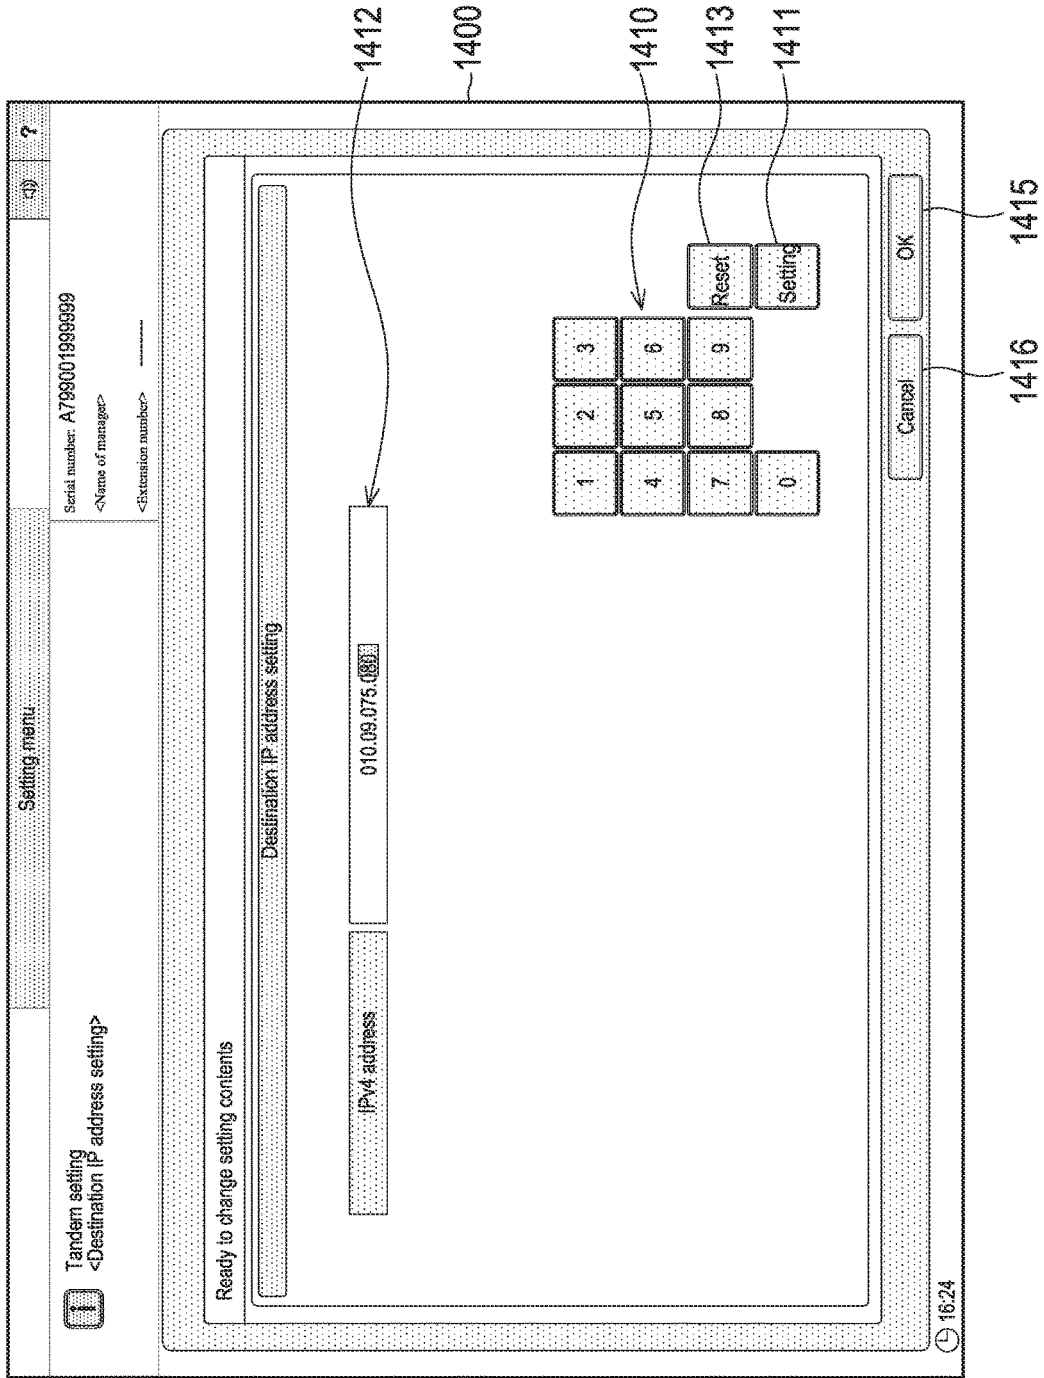 Setting menu
?
i
Tandem setting
<Destination IP address setting>
Serial number: A799001999999
<Name of manager>
<Extension number> --------
Ready to change setting contents
Destination IP address setting
IPv4 address
010.09.075.080
1 2 3
4 5 6
7 8 9 Reset
0 Setting
Cancel OK
16:24
1412
1400
1410
1413
1411
1415
1416